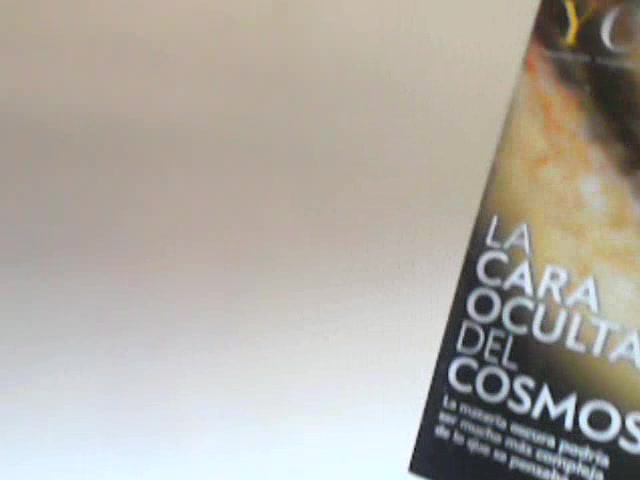 Y C
LA
CARA
OCULTA
DEL
COSMOS
La materia oscura podría
ser mucho más compleja
de lo que se pensaba